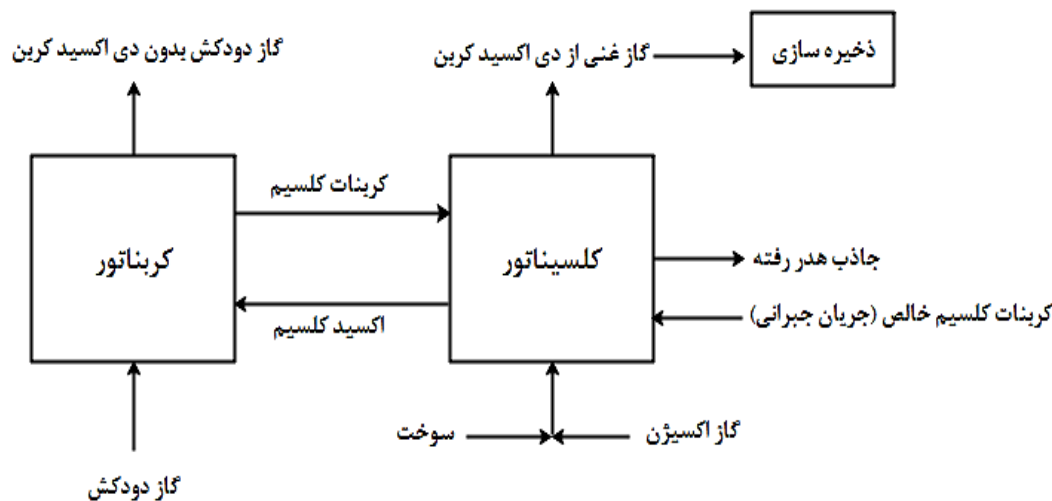 گاز دودکش بدون دی اکسید کربن
گاز غنی از دی اکسید کربن
ذخیره سازی
کربنات کلسیم
کربناتور
کلسیناتور
جاذب هدر رفته
اکسید کلسیم
کربنات کلسیم خالص (جریان جبرانی)
سوخت
گاز اکسیژن
گاز دودکش